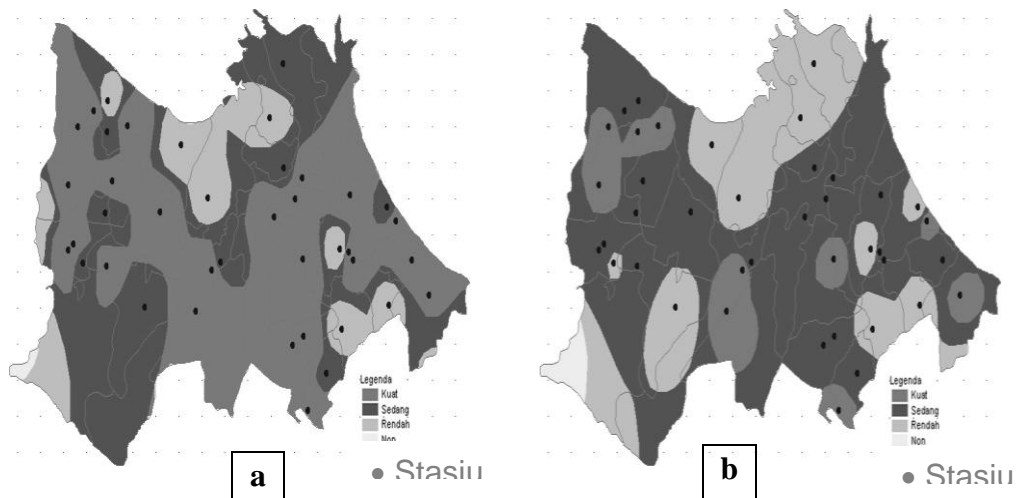 Legenda
Kuat
Sedang
Rendah
Non
a
Stasiu
Legenda
Kuat
Sedang
Rendah
Non
b
Stasiu